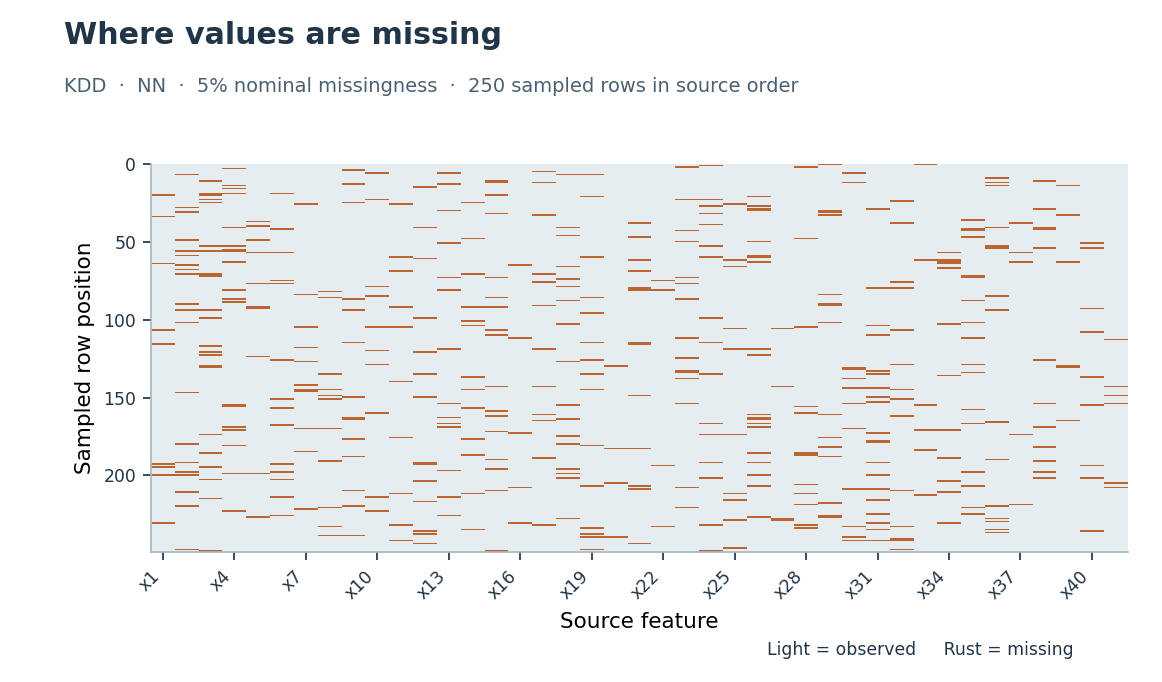 Where values are missing
KDD · NN · 5% nominal missingness · 250 sampled rows in source order
0
50
100
150
200
Sampled row position
x1 x4 x7 x10 x13 x16 x19 x22 x25 x28 x31 x34 x37 x40
Source feature
Light = observed Rust = missing